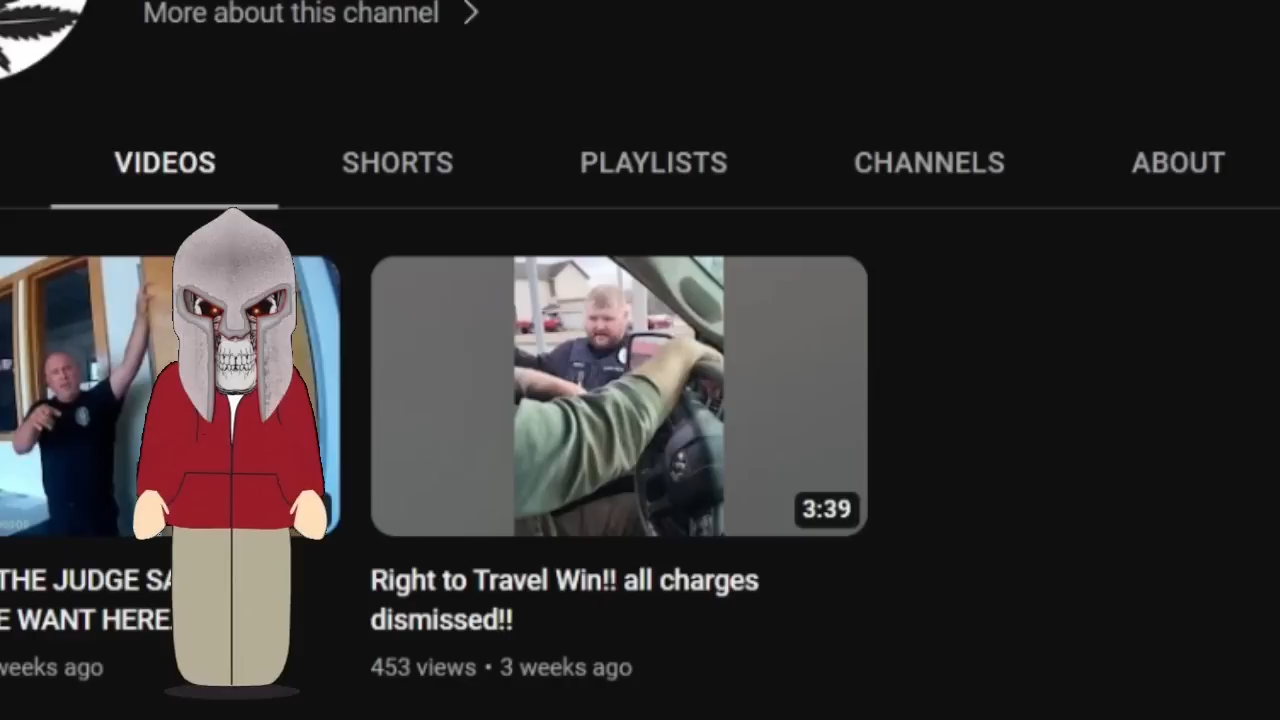 More about this channel
VIDEOS SHORTS PLAYLISTS CHANNELS ABOUT
3:39
THE JUDGE
WANT HERE
Right to Travel Win!! all charges
dismissed!!
weeks ago
453 views • 3 weeks ago